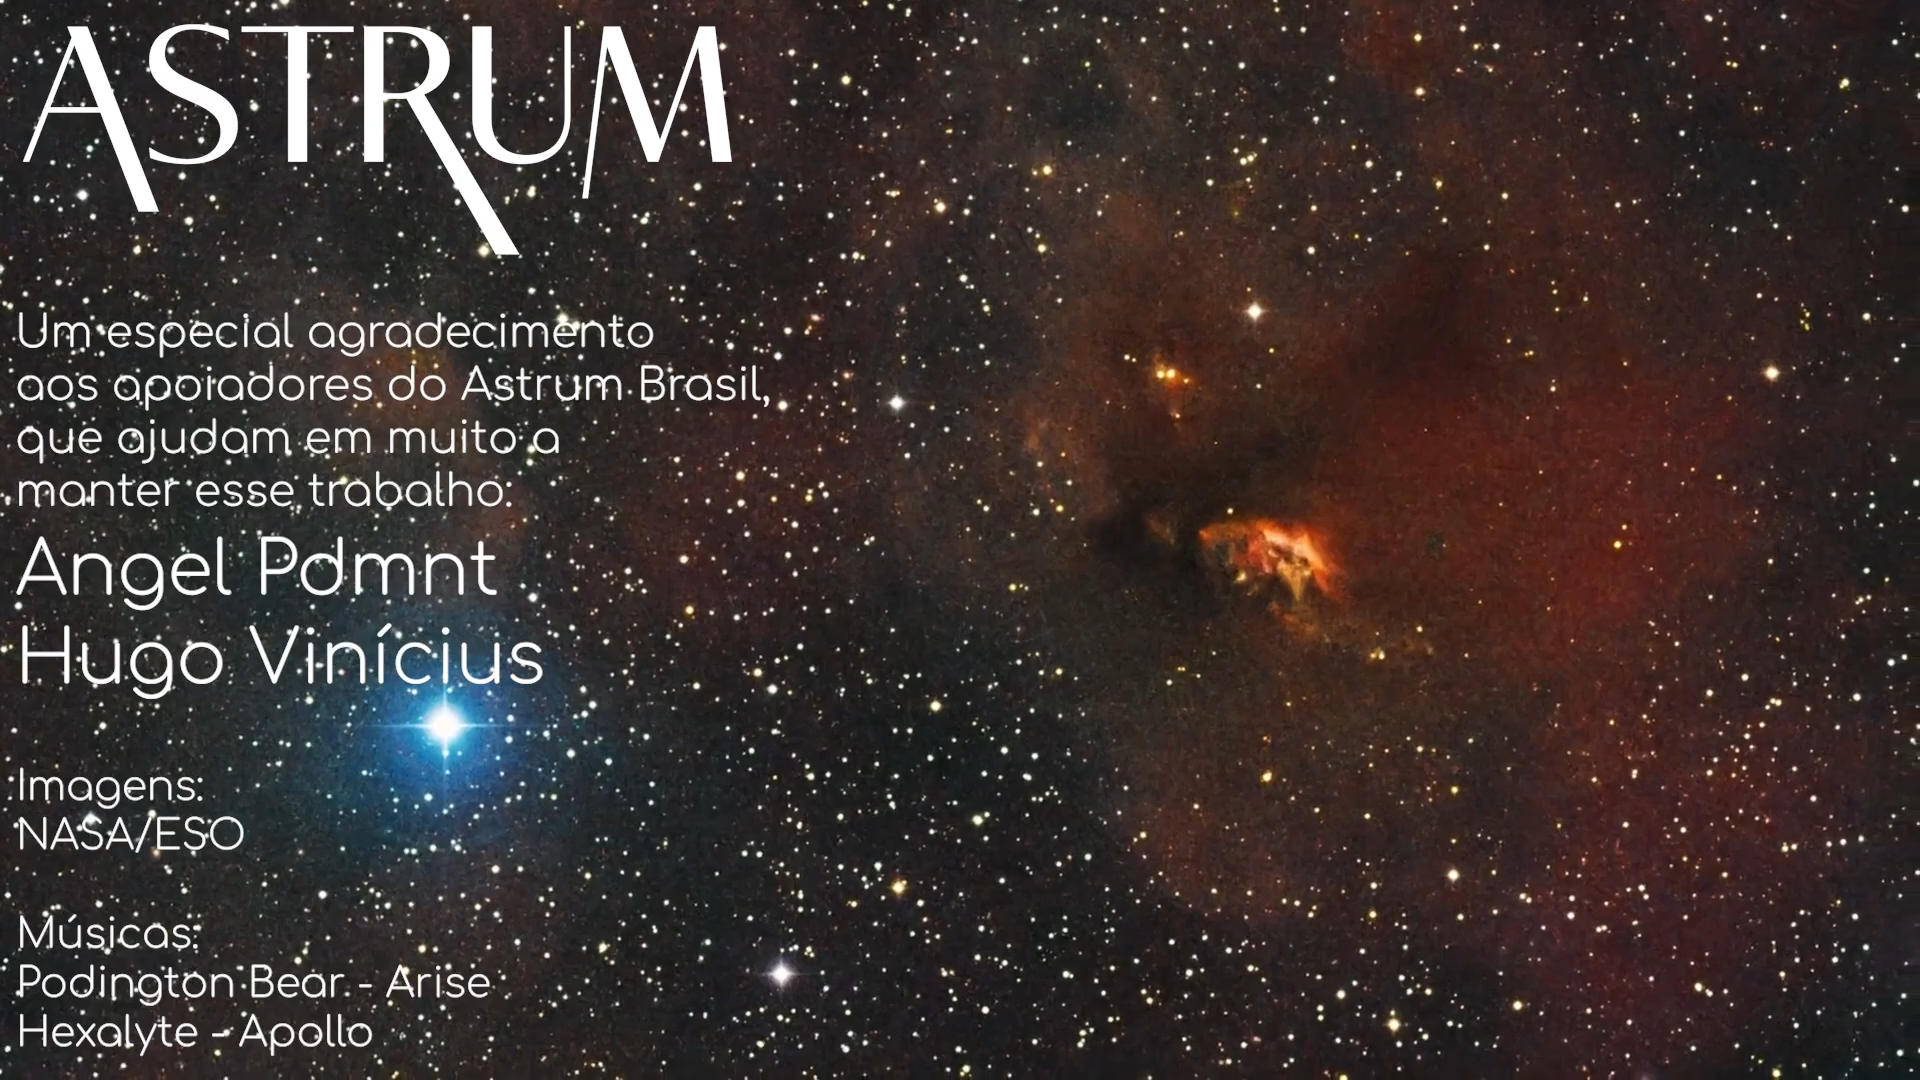 ASTRUM
Um especial agradecimento
aos apoiadores do Astrum Brasil,
que ajudam em muito a
manter esse trabalho:
Angel Pdmnt
Hugo Vinícius
Imagens:
NASA/ESO
Músicas:
Podington Bear - Arise
Hexalyte - Apollo